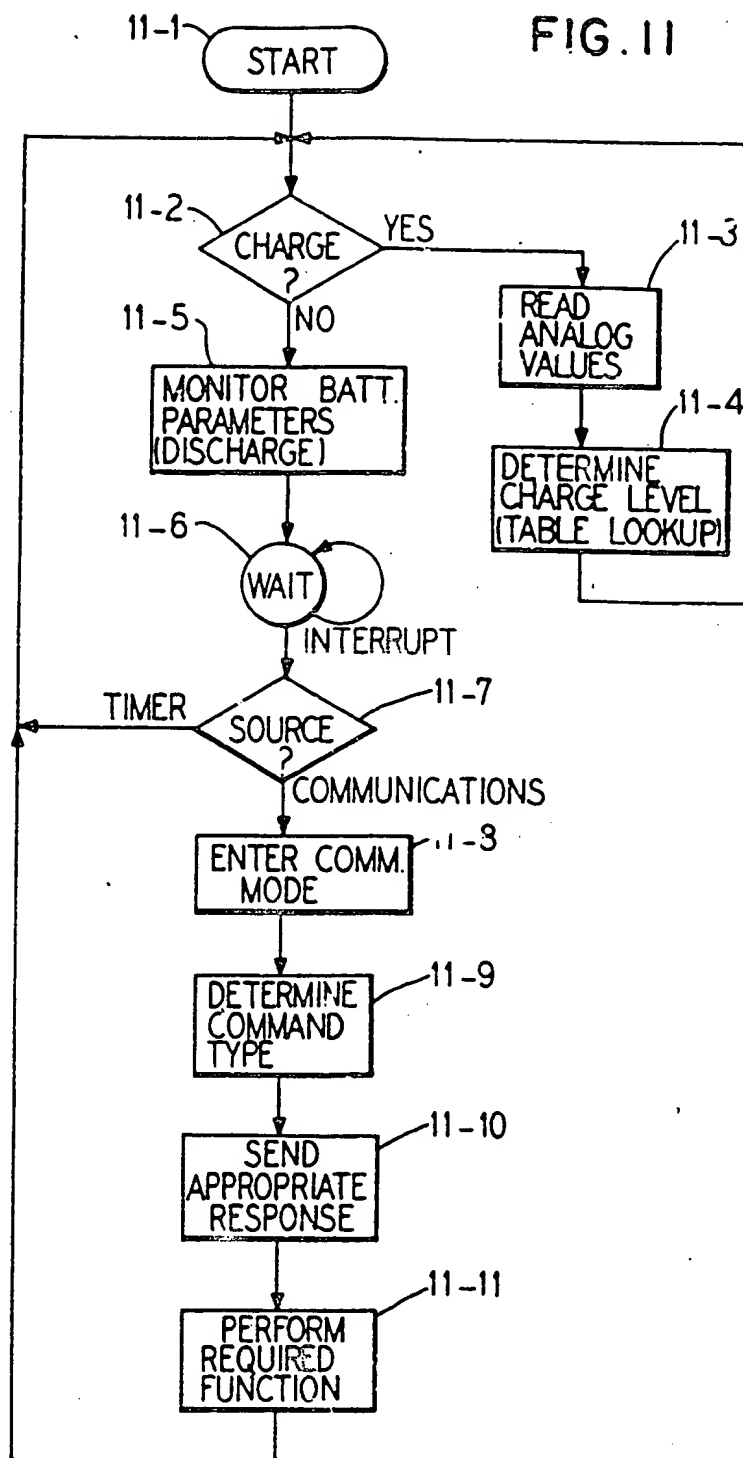 11-1
START
FIG. 11
11-2
CHARGE
?
YES
NO
11-3
READ
ANALOG
VALUES
11-4
DETERMINE
CHARGE LEVEL
(TABLE LOOKUP)
11-5
MONITOR BATT.
PARAMETERS
(DISCHARGE)
11-6
WAIT
INTERRUPT
TIMER
11-7
SOURCE
?
COMMUNICATIONS
11-8
ENTER COMM.
MODE
11-9
DETERMINE
COMMAND
TYPE
11-10
SEND
APPROPRIATE
RESPONSE
11-11
PERFORM
REQUIRED
FUNCTION